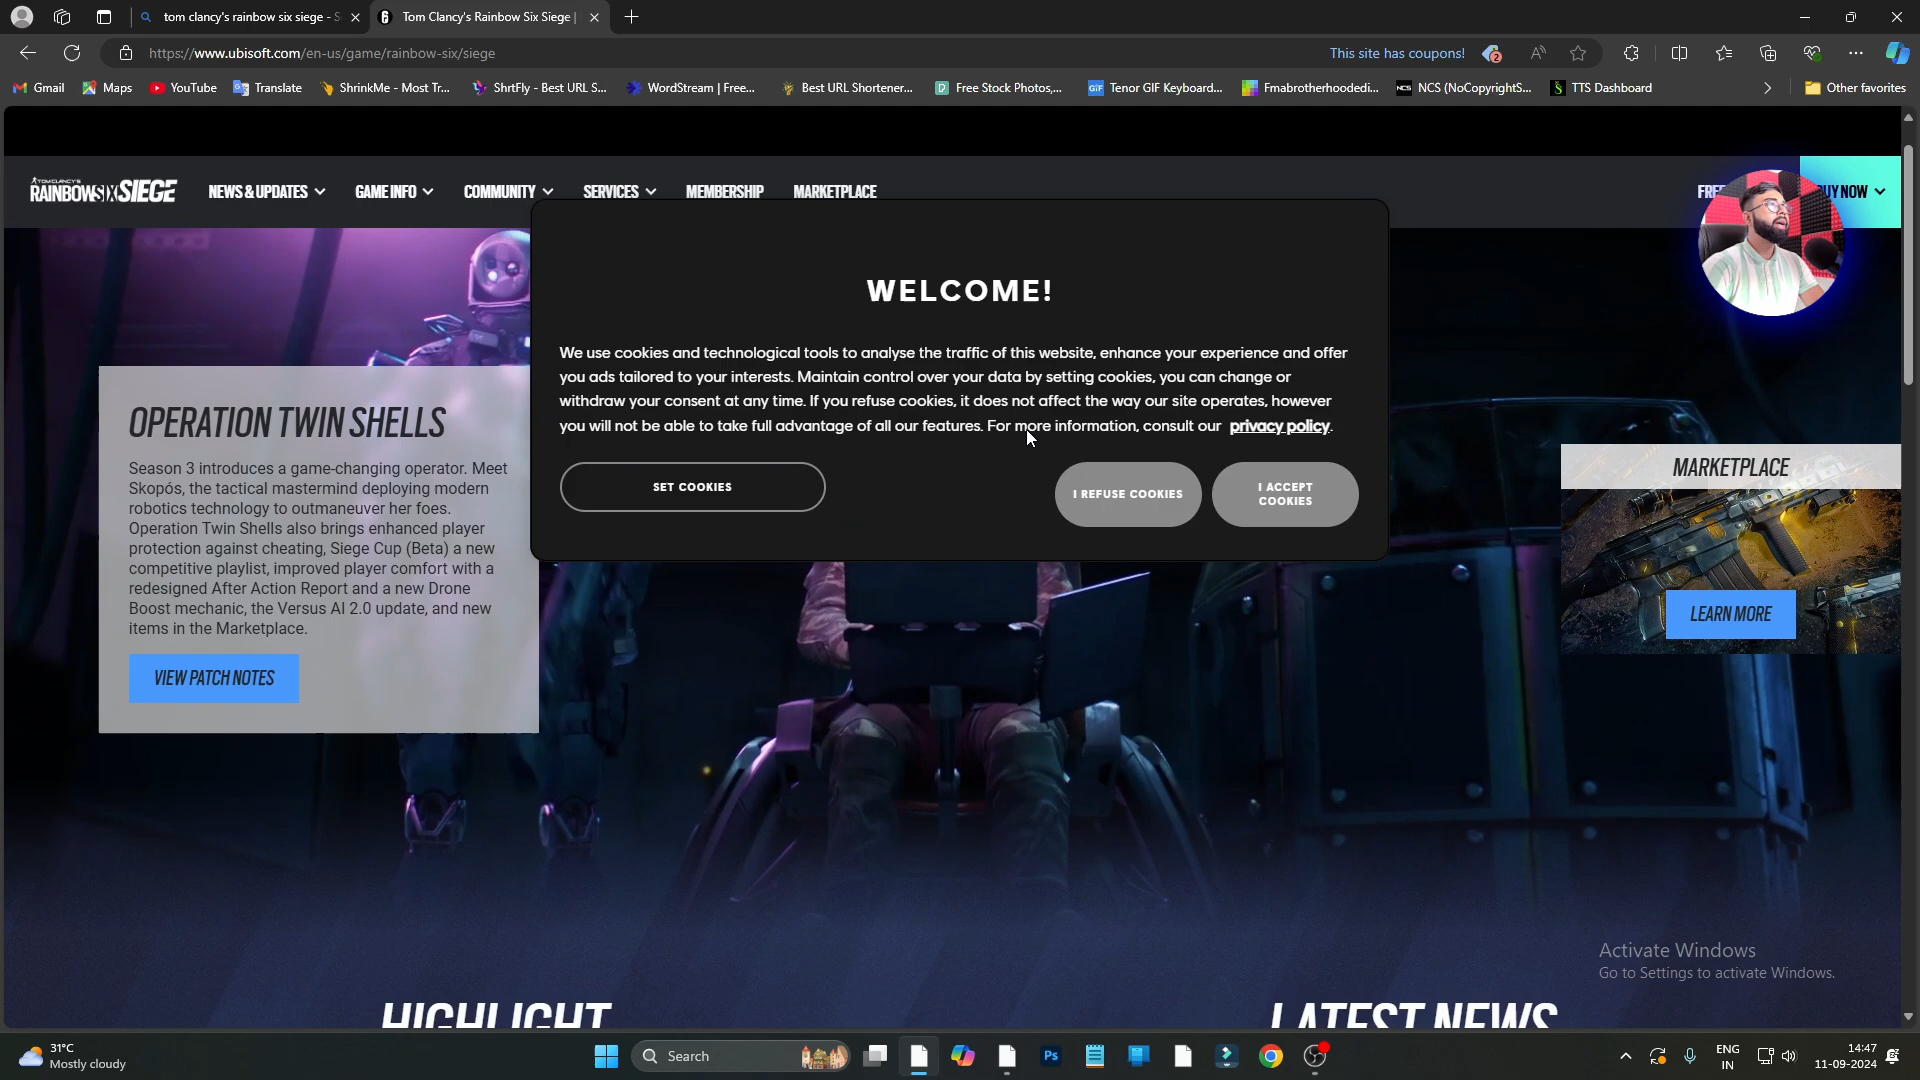 tom clancy's rainbow six siege - S
Tom Clancy's Rainbow Six Siege |
https://www.ubisoft.com/en-us/game/rainbow-six/siege
This site has coupons!
2
Gmail
Maps
YouTube
Translate
ShrinkMe - Most Tr...
ShrtFly - Best URL S...
WordStream | Free...
Best URL Shortener...
Free Stock Photos,...
GIF
Tenor GIF Keyboard...
Fmabrotherhoodedi...
NCS
NCS (NoCopyrightS...
TTS Dashboard
Other favorites
TOM CLANCY'S
RAINBOWSIX SIEGE
NEWS & UPDATES
GAME INFO
COMMUNITY
SERVICES
MEMBERSHIP
MARKETPLACE
UY NOW
WELCOME!
We use cookies and technological tools to analyse the traffic of this website, enhance your experience and offer
you ads tailored to your interests. Maintain control over your data by setting cookies, you can change or
withdraw your consent at any time. If you refuse cookies, it does not affect the way our site operates, however
you will not be able to take full advantage of all our features. For more information, consult our privacy policy.
SET COOKIES
I REFUSE COOKIES
I ACCEPT
COOKIES
OPERATION TWIN SHELLS
Season 3 introduces a game-changing operator. Meet
Skopós, the tactical mastermind deploying modern
robotics technology to outmaneuver her foes.
Operation Twin Shells also brings enhanced player
protection against cheating, Siege Cup (Beta) a new
competitive playlist, improved player comfort with a
redesigned After Action Report and a new Drone
Boost mechanic, the Versus AI 2.0 update, and new
items in the Marketplace.
VIEW PATCH NOTES
MARKETPLACE
LEARN MORE
Activate Windows
Go to Settings to activate Windows.
HIGHLIGHT
LATEST NEWS
31°C
Mostly cloudy
Search
Ps
ENG
IN
14:47
11-09-2024